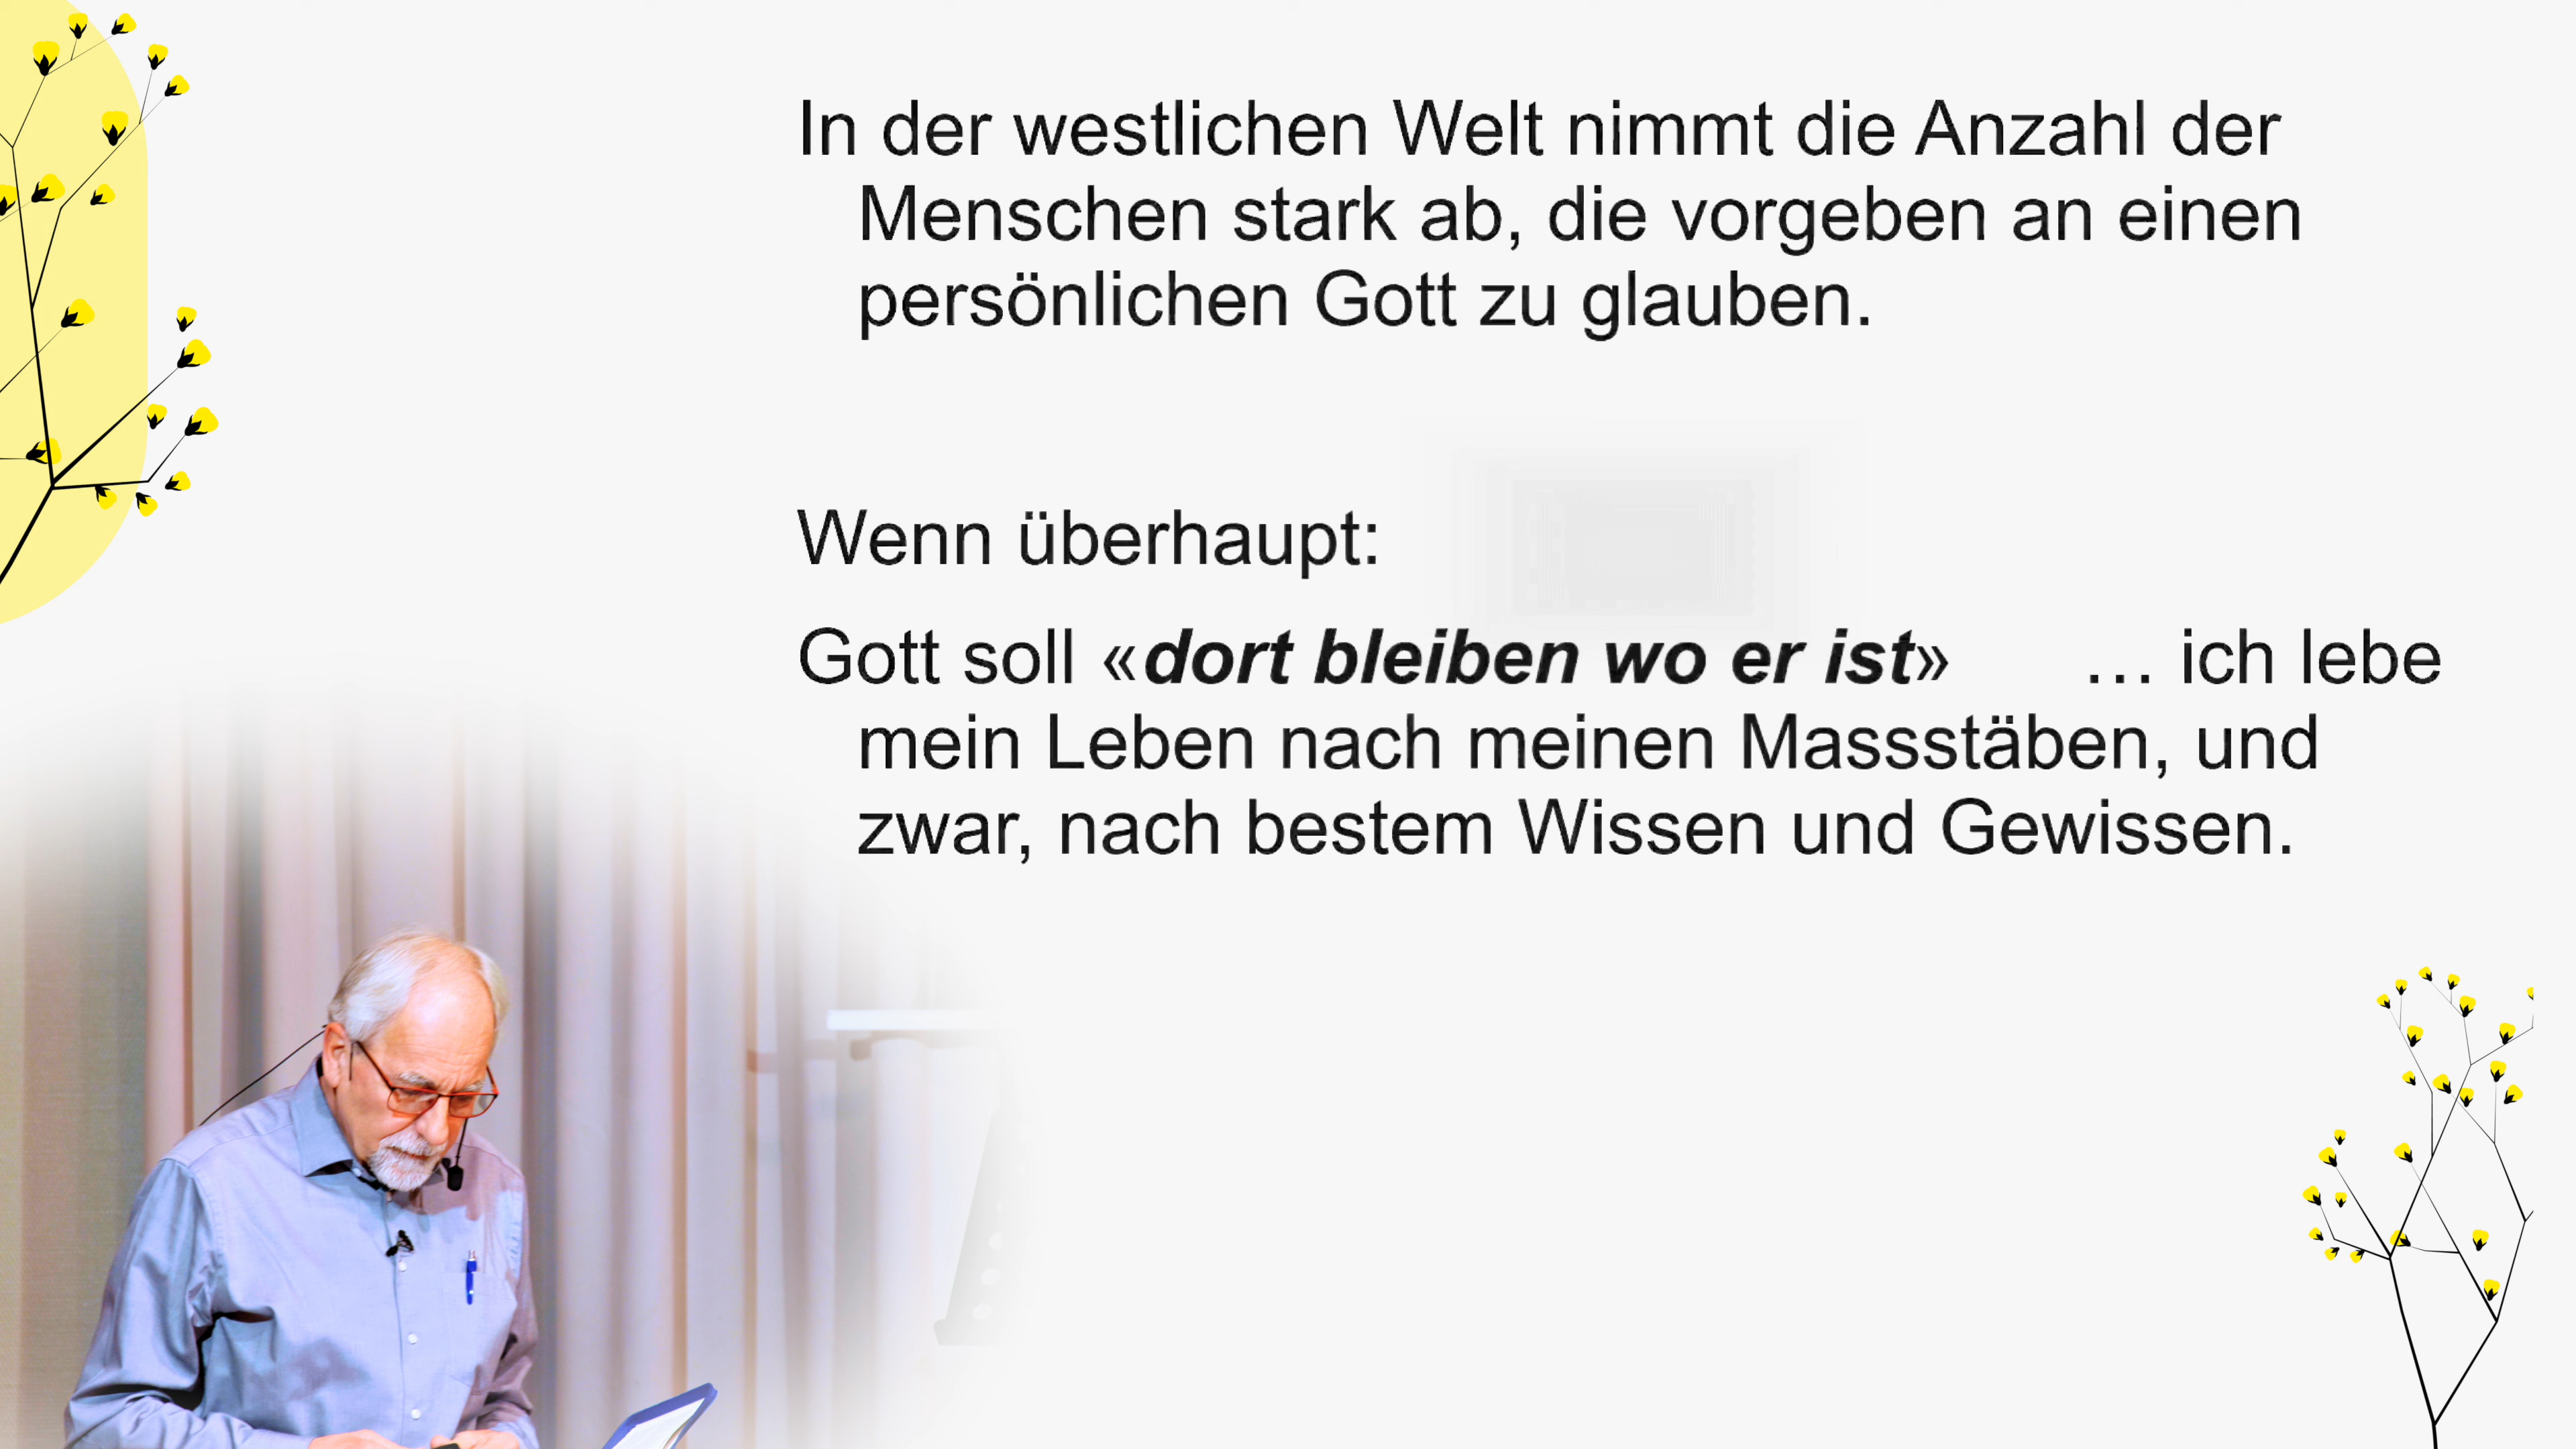 In der westlichen Welt nimmt die Anzahl der
Menschen stark ab, die vorgeben an einen
persönlichen Gott zu glauben.
Wenn überhaupt:
Gott soll «dort bleiben wo er ist» … ich lebe
mein Leben nach meinen Massstäben, und
zwar, nach bestem Wissen und Gewissen.